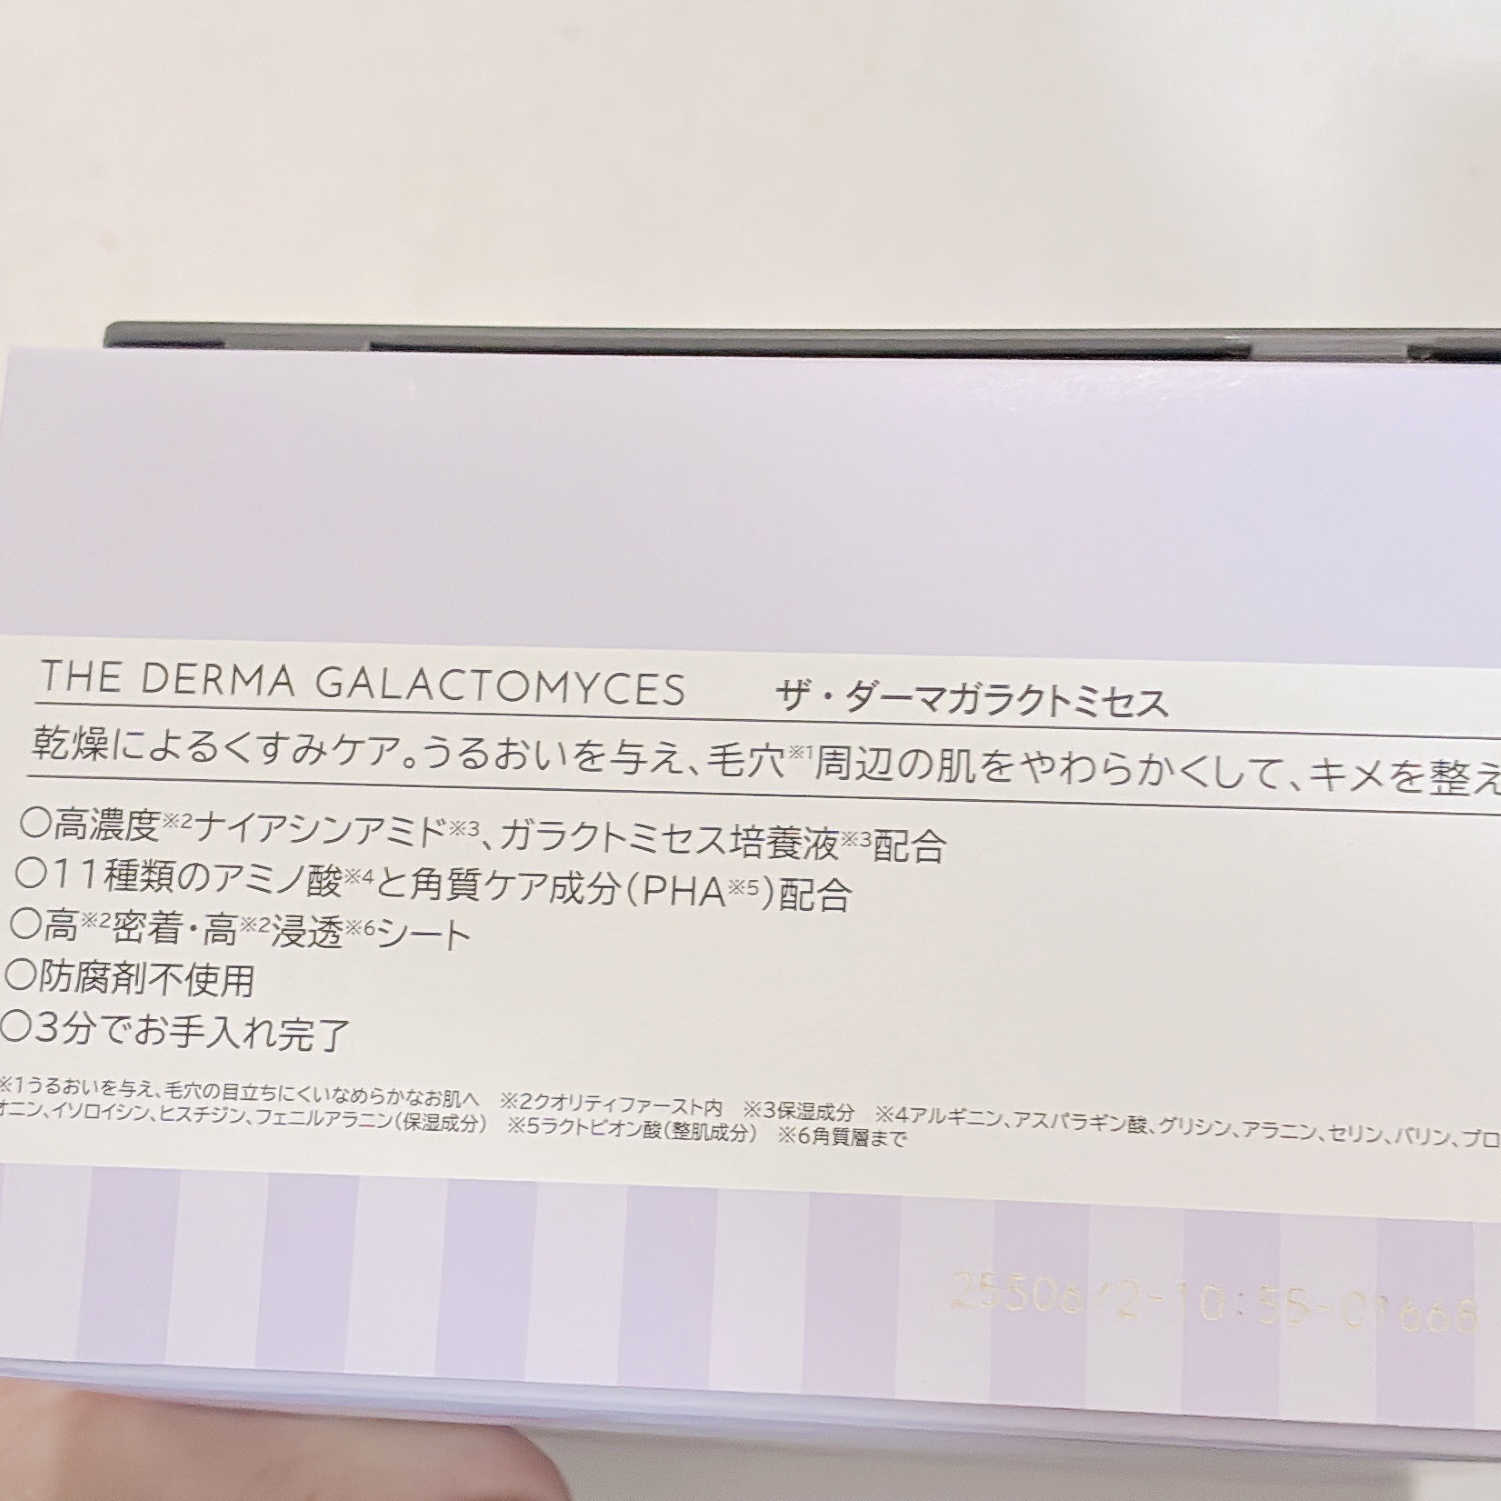 THE DERMA GALACTOMYCES ザ・ダーマガラクトミセス
乾燥によるくすみケア。うるおいを与え、毛穴※1周辺の肌をやわらかくして、キメを整え
〇高濃度※2ナイアシンアミド※3、ガラクトミセス培養液※3配合
〇11種類のアミノ酸※4と角質ケア成分(PHA※5)配合
〇高※2密着・高※2浸透※6シート
〇防腐剤不使用
〇3分でお手入れ完了
※1うるおいを与え、毛穴の目立ちにくいなめらかなお肌へ ※2クオリティファースト内 ※3保湿成分 ※4アルギニン、アスパラギン酸、グリシン、アラニン、セリン、バリン、プロ
オニン、イソロイシン、ヒスチジン、フェニルアラニン(保湿成分) ※5ラクトビオン酸(整肌成分) ※6角質層まで